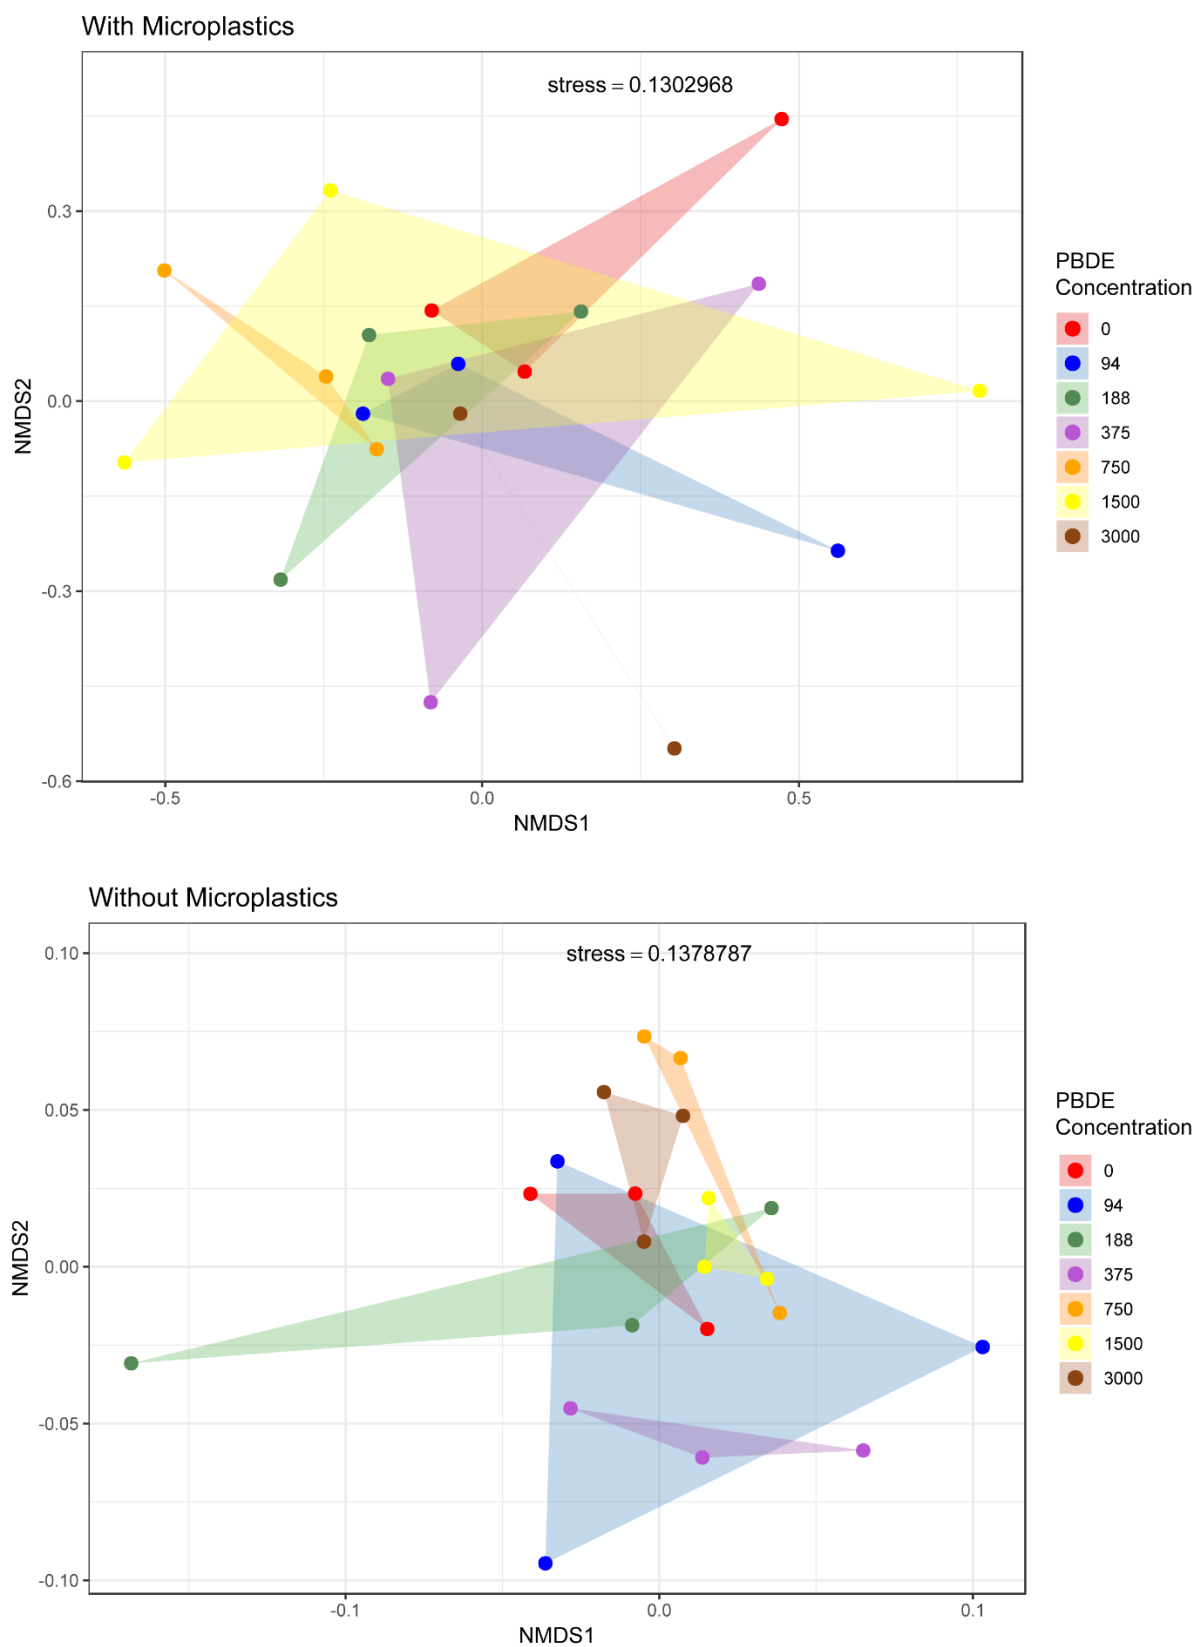 With Microplastics
stress = 0.1302968
0.3
0.0
-0.3
-0.6
NMDS2
-0.5
0.0
0.5
NMDS1
PBDE
Concentration
0
94
188
375
750
1500
3000
Without Microplastics
stress = 0.1378787
0.10
0.05
0.00
-0.05
-0.10
NMDS2
-0.1
0.0
0.1
NMDS1
PBDE
Concentration
0
94
188
375
750
1500
3000